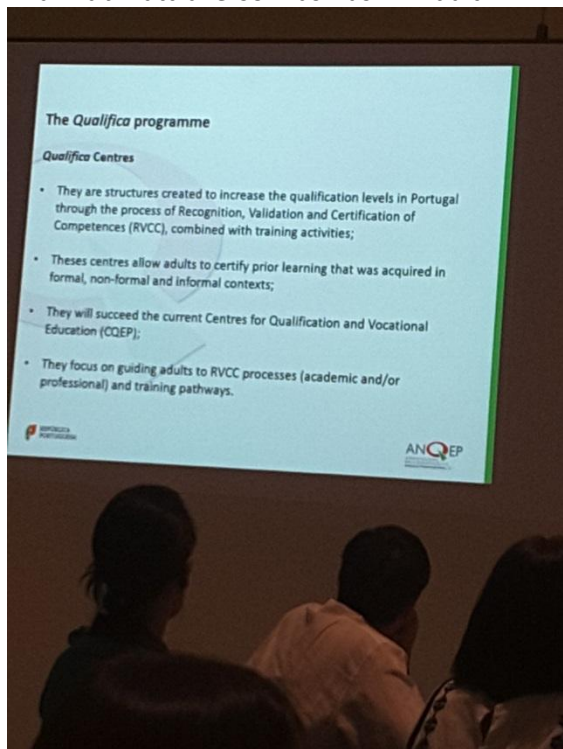 The Qualifica programme
Qualifica Centres
• They are structures created to increase the qualification levels in Portugal
through the process of Recognition, Validation and Certification of
Competences (RVCC), combined with training activities;
• Theses centres allow adults to certify prior learning that was acquired in
formal, non-formal and informal contexts;
• They will succeed the current Centres for Qualification and Vocational
Education (CQEP);
• They focus on guiding adults to RVCC processes (academic and/or
professional) and training pathways.
REPÚBLICA
PORTUGUESA
ANQEP